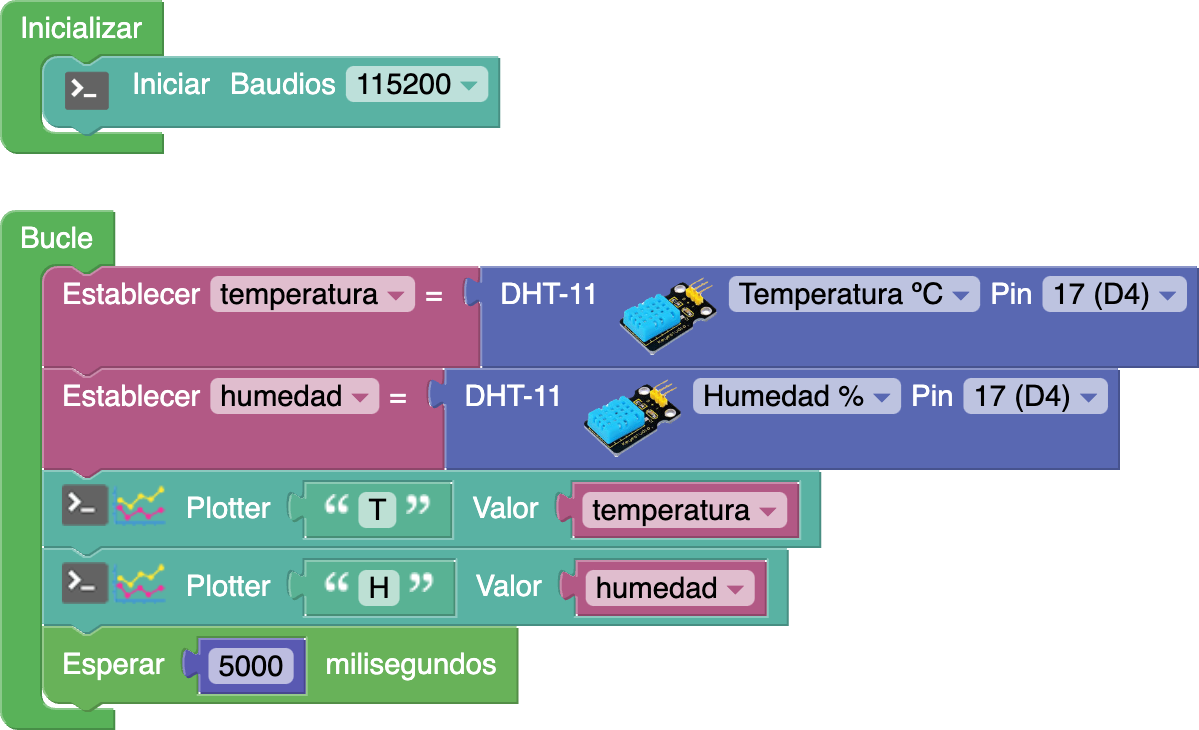 Inicializar
>_ Iniciar Baudios 115200
Bucle
Establecer temperatura = DHT-11 Temperatura ºC Pin 17 (D4)
Establecer humedad = DHT-11 Humedad % Pin 17 (D4)
>_ Plotter “ T ” Valor temperatura
>_ Plotter “ H ” Valor humedad
Esperar 5000 milisegundos